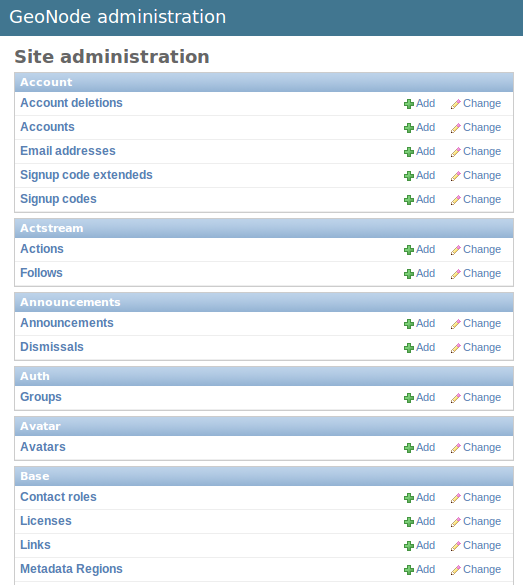 GeoNode administration
Site administration
Account
Account deletions Add Change
Accounts Add Change
Email addresses Add Change
Signup code extendeds Add Change
Signup codes Add Change
Actstream
Actions Add Change
Follows Add Change
Announcements
Announcements Add Change
Dismissals Add Change
Auth
Groups Add Change
Avatar
Avatars Add Change
Base
Contact roles Add Change
Licenses Add Change
Links Add Change
Metadata Regions Add Change